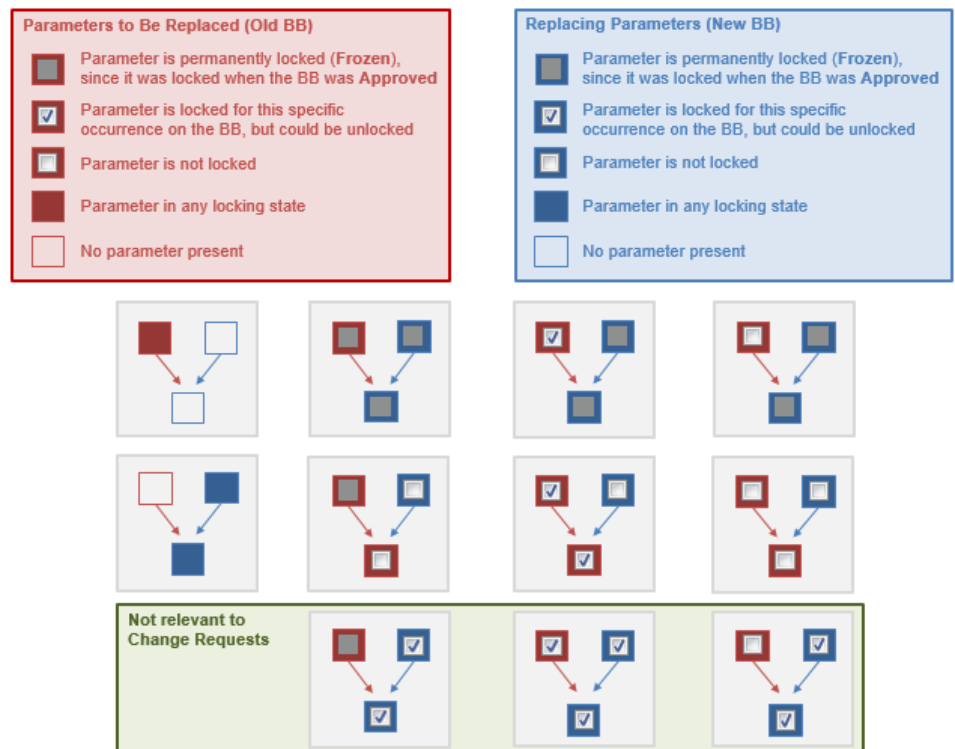 Parameters to Be Replaced (Old BB)
Parameter is permanently locked (Frozen),
since it was locked when the BB was Approved
Parameter is locked for this specific
occurrence on the BB, but could be unlocked
Parameter is not locked
Parameter in any locking state
No parameter present
Replacing Parameters (New BB)
Parameter is permanently locked (Frozen),
since it was locked when the BB was Approved
Parameter is locked for this specific
occurrence on the BB, but could be unlocked
Parameter is not locked
Parameter in any locking state
No parameter present
Not relevant to
Change Requests